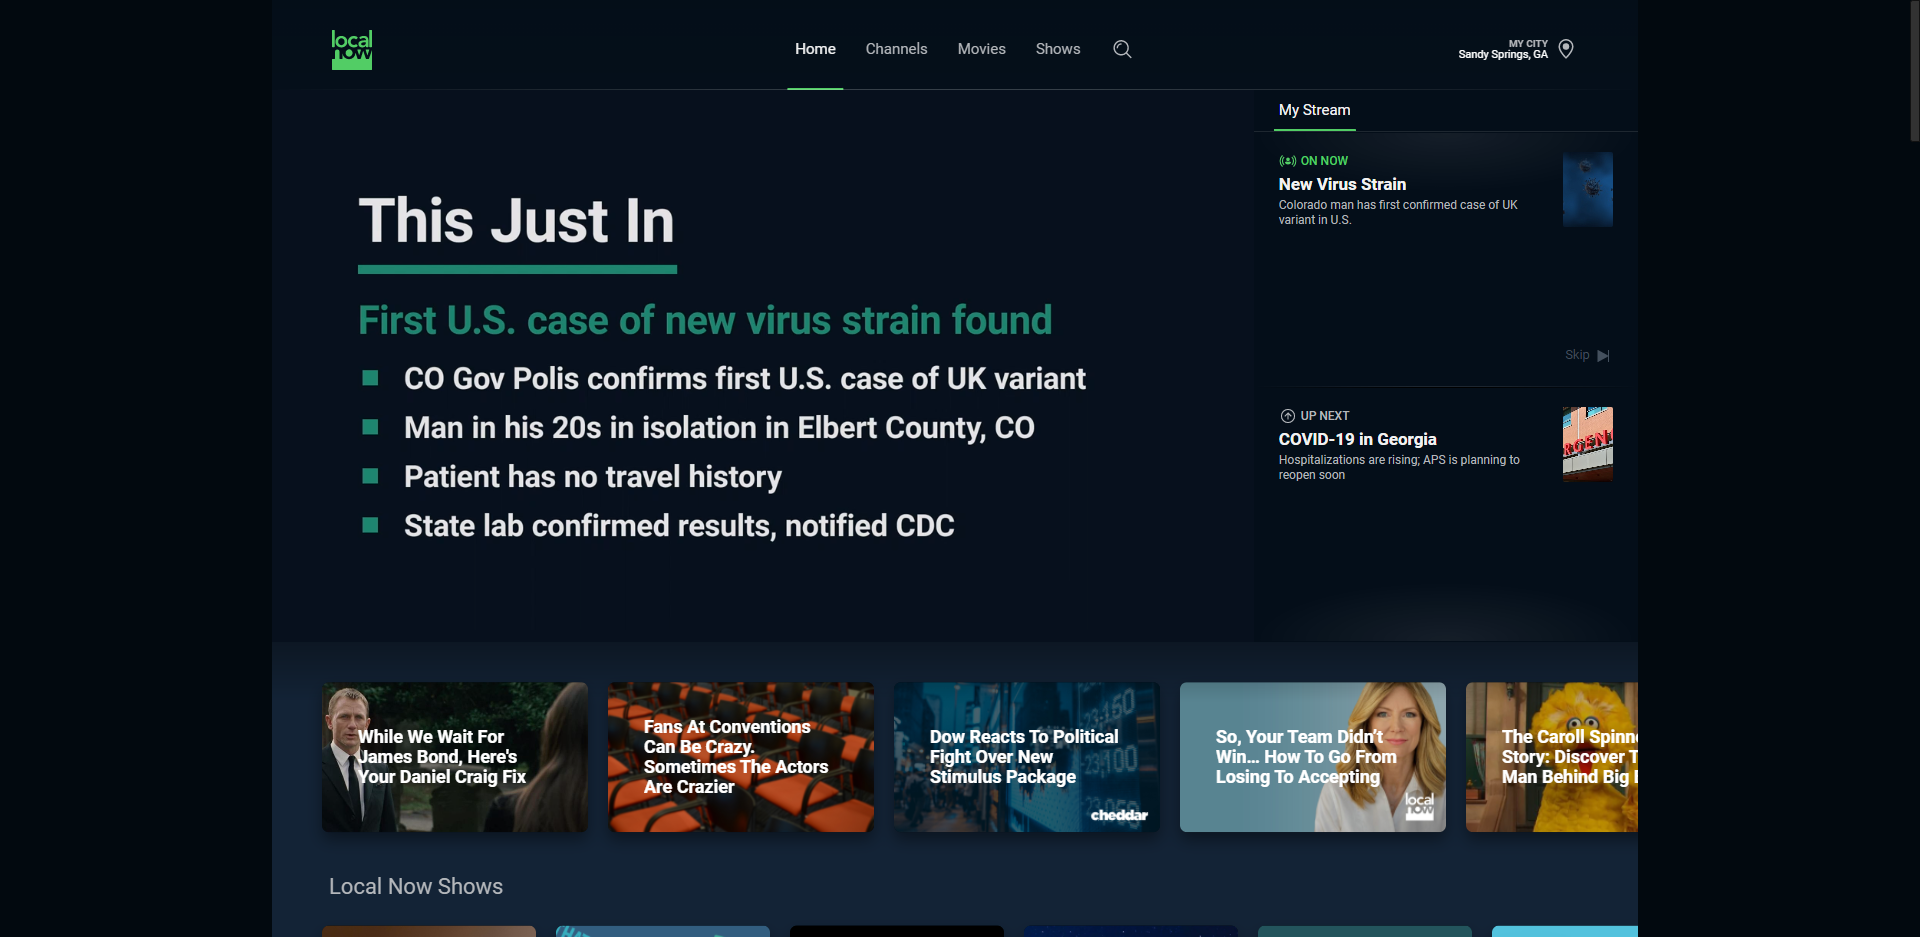 local
now
Home
Channels
Movies
Shows
MY CITY
Sandy Springs, GA
My Stream
This Just In
First U.S. case of new virus strain found
CO Gov Polis confirms first U.S. case of UK variant
Man in his 20s in isolation in Elbert County, CO
Patient has no travel history
State lab confirmed results, notified CDC
ON NOW
New Virus Strain
Colorado man has first confirmed case of UK
variant in U.S.
Skip
UP NEXT
COVID-19 in Georgia
Hospitalizations are rising; APS is planning to
reopen soon
RGEN
While We Wait For
James Bond, Here's
Your Daniel Craig Fix
Fans At Conventions
Can Be Crazy.
Sometimes The Actors
Are Crazier
Dow Reacts To Political
Fight Over New
Stimulus Package
cheddar
So, Your Team Didn't
Win... How To Go From
Losing To Accepting
local
now
The Caroll Spinn
Story: Discover
Man Behind Big
Local Now Shows